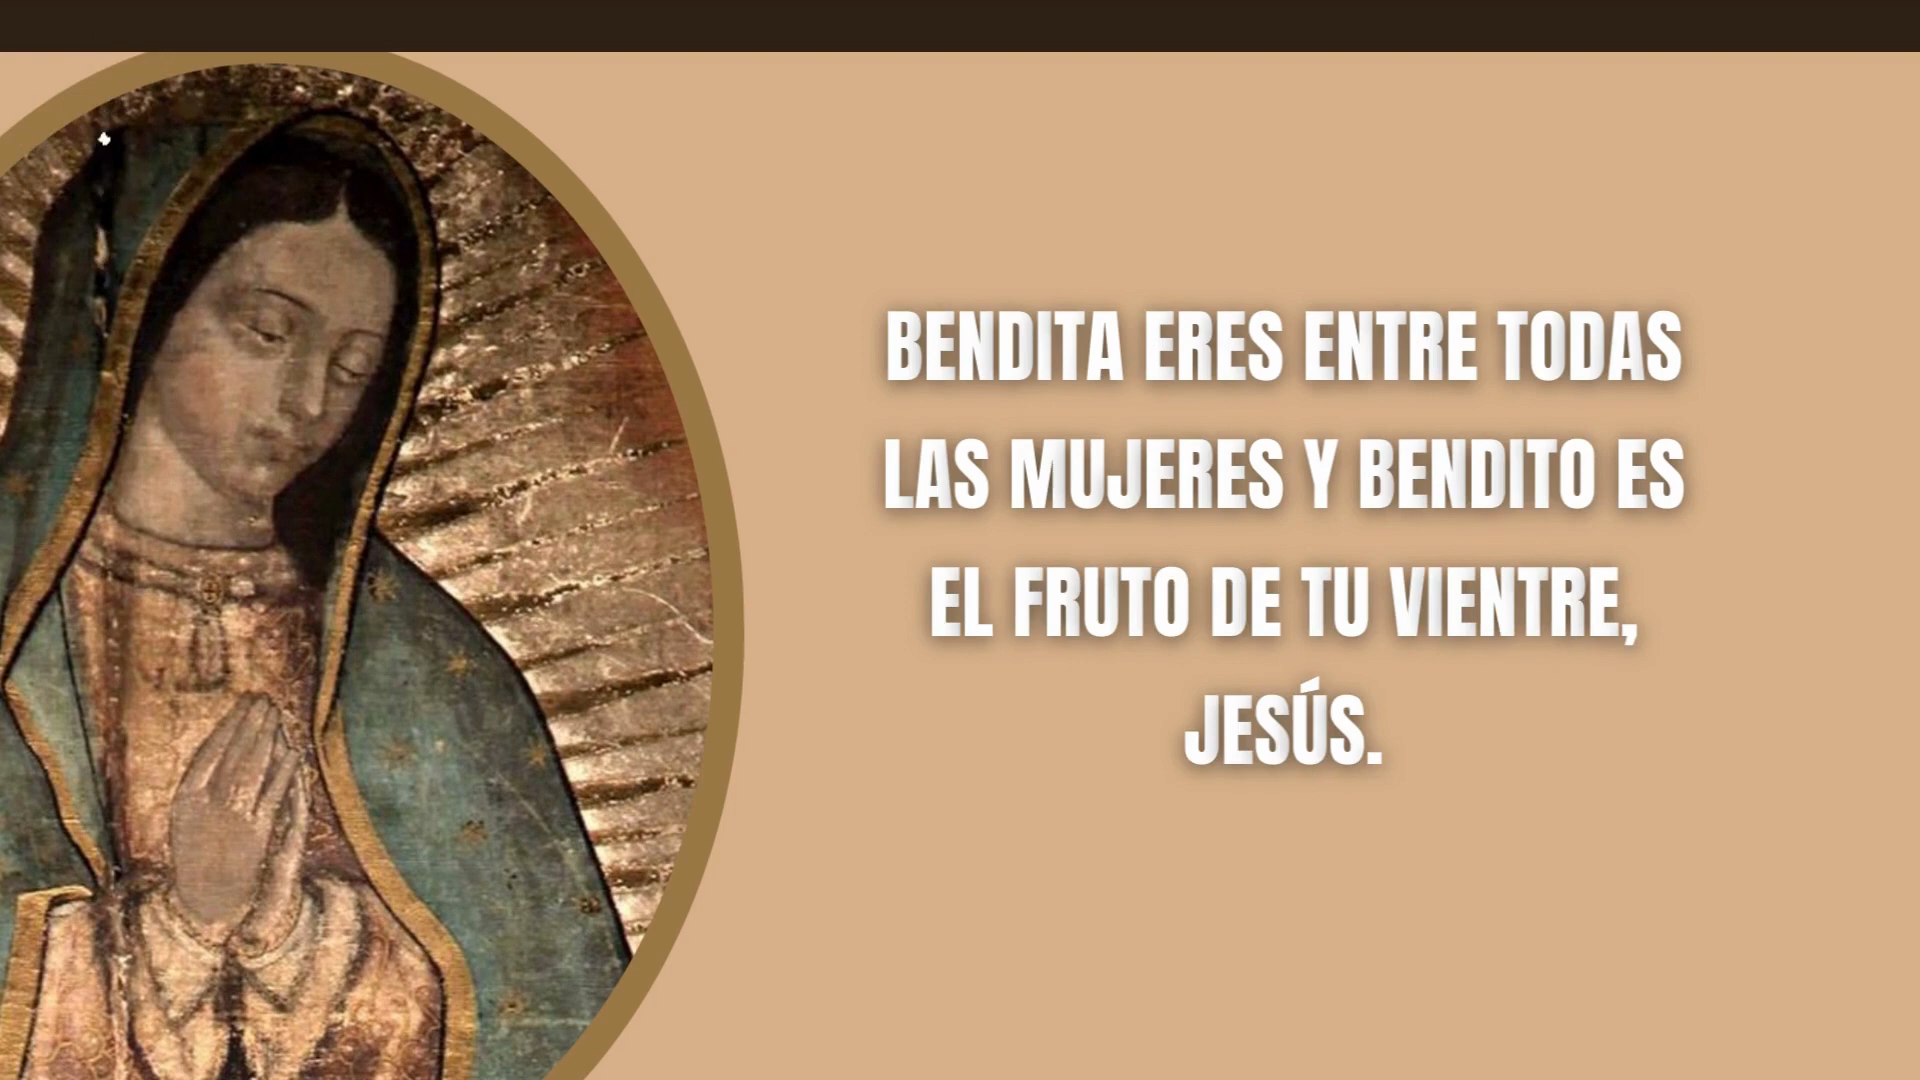 BENDITA ERES ENTRE TODAS
LAS MUJERES Y BENDITO ES
EL FRUTO DE TU VIENTRE,
JESÚS.